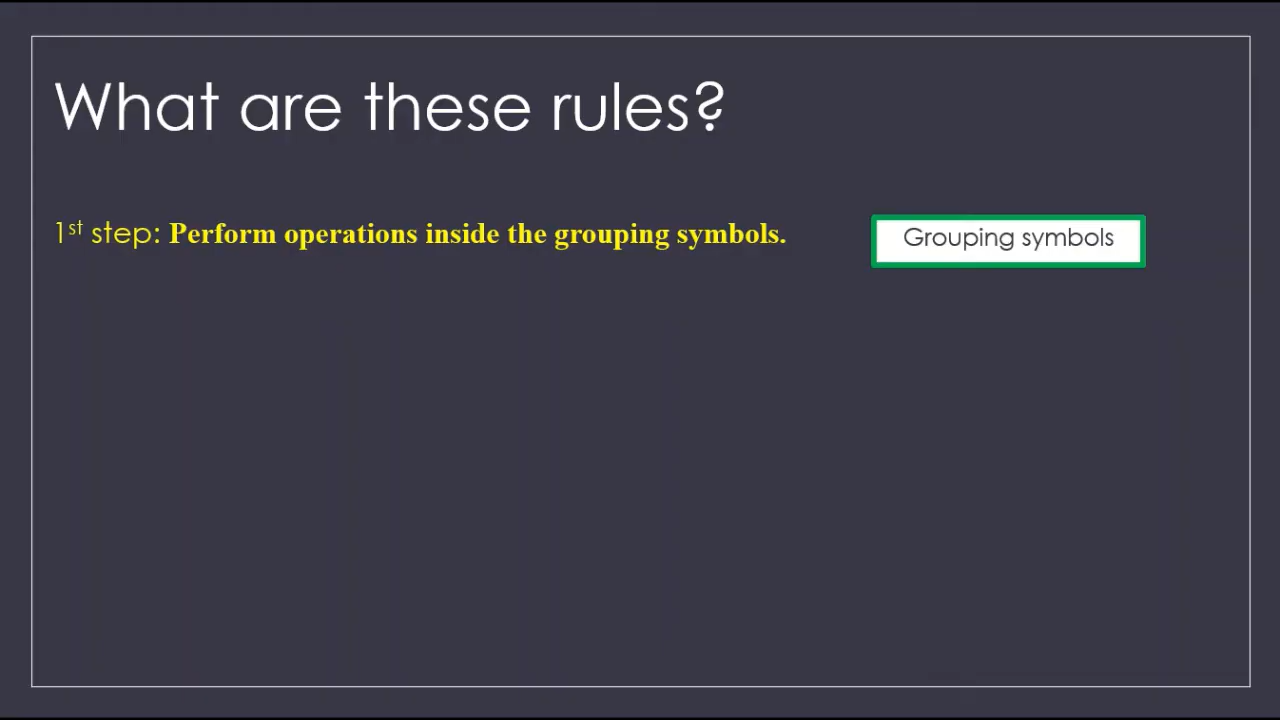 What are these rules?
1st step: Perform operations inside the grouping symbols.
Grouping symbols